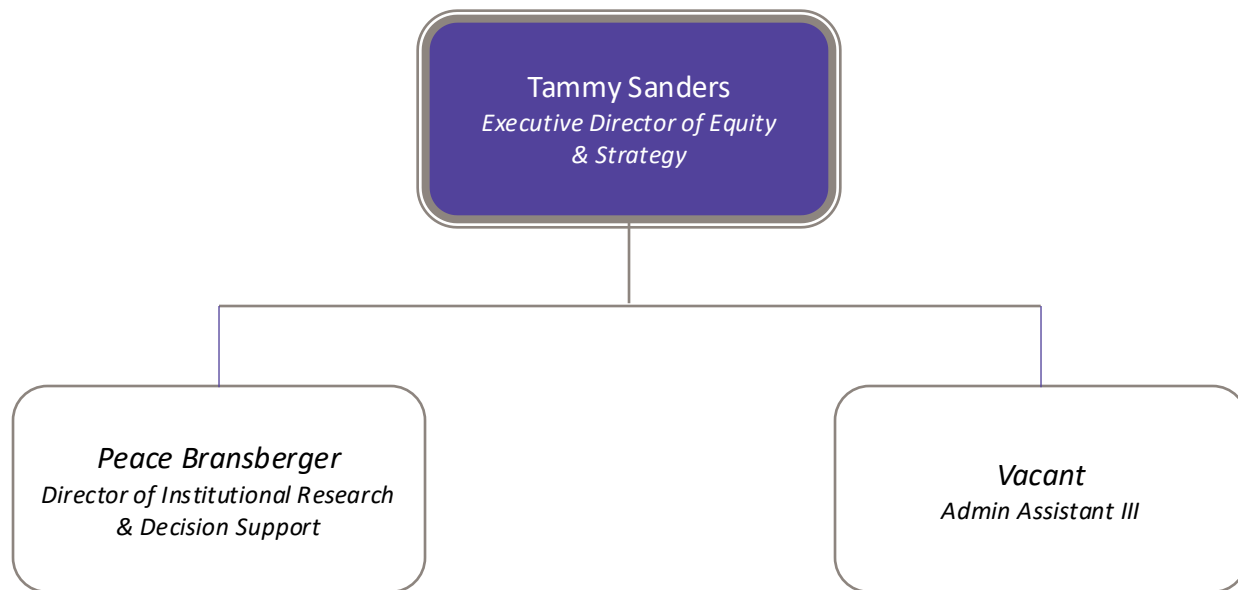 Tammy Sanders
Executive Director of Equity
& Strategy
Peace Bransberger
Director of Institutional Research
& Decision Support
Vacant
Admin Assistant III